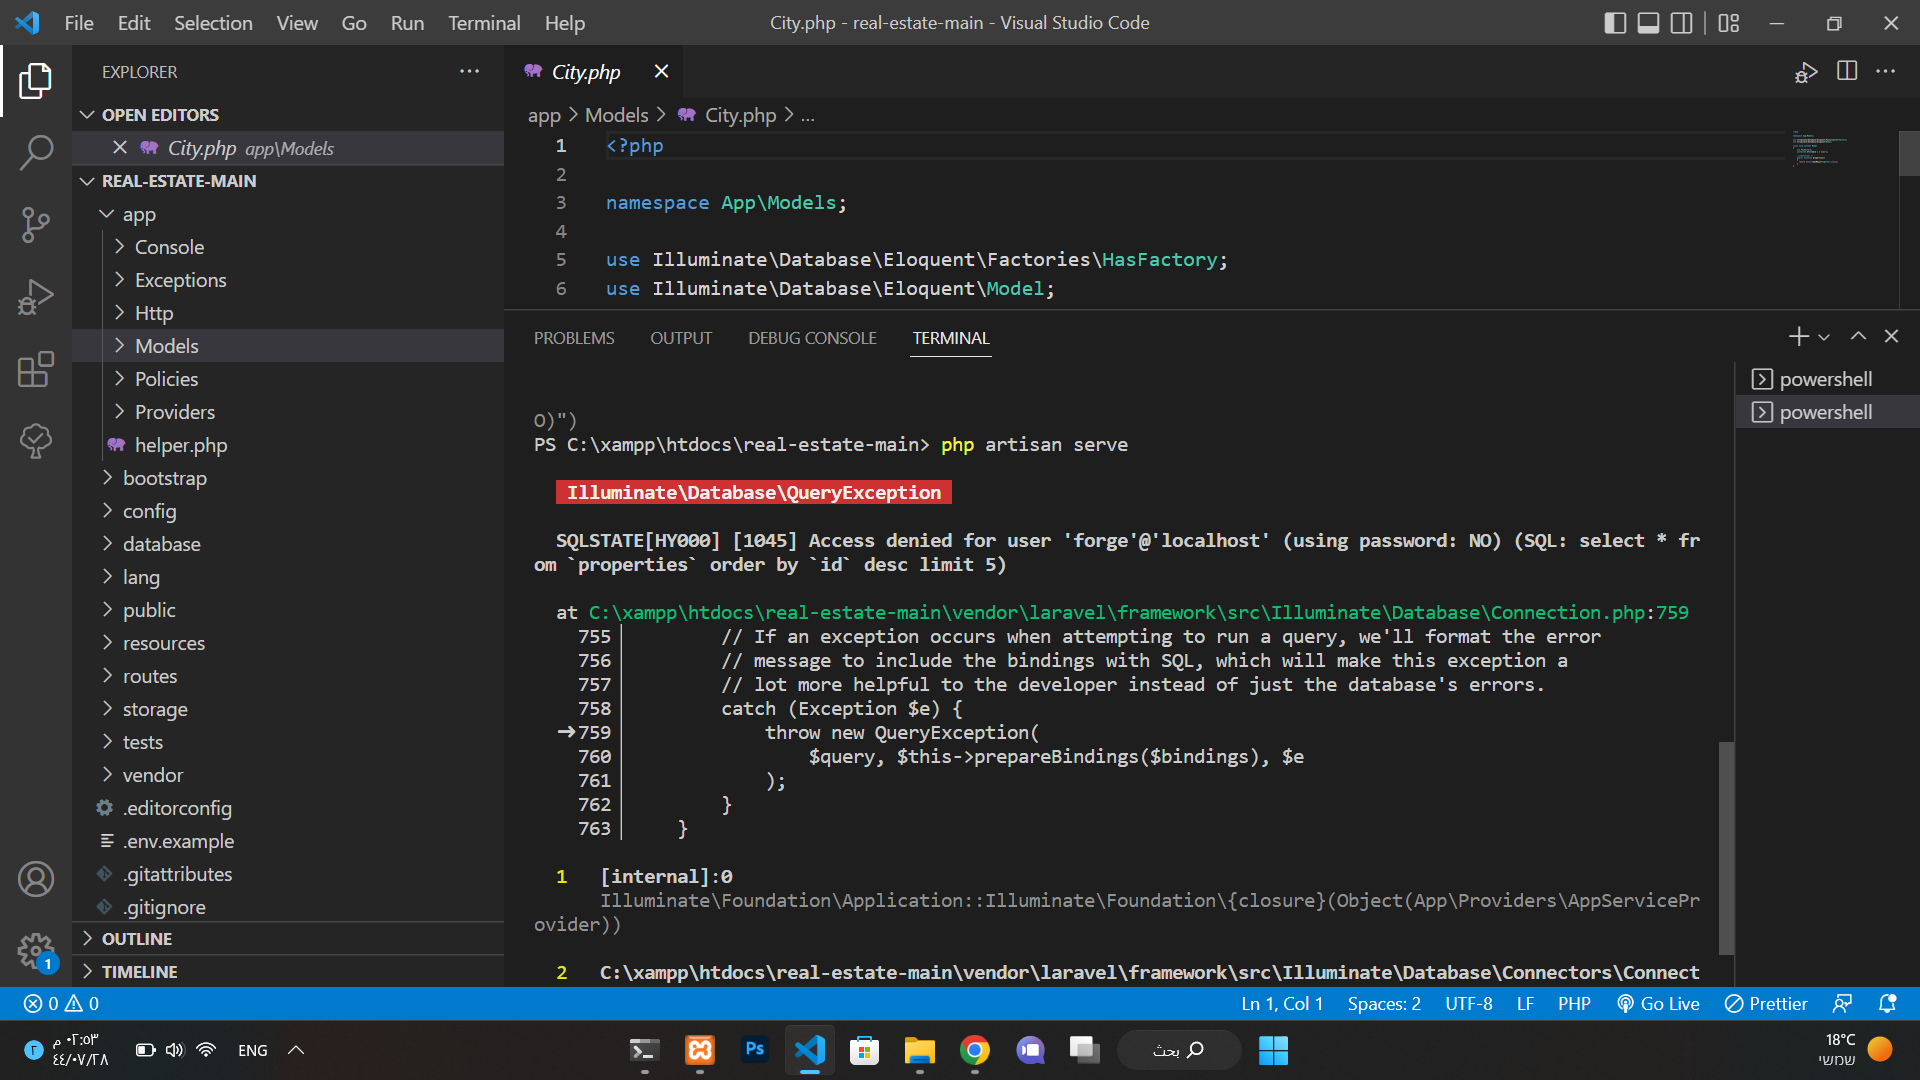 File Edit Selection View Go Run Terminal Help
City.php - real-estate-main - Visual Studio Code
EXPLORER
OPEN EDITORS
City.php app\Models
REAL-ESTATE-MAIN
app
Console
Exceptions
Http
Models
Policies
Providers
helper.php
bootstrap
config
database
lang
public
resources
routes
storage
tests
vendor
.editorconfig
.env.example
.gitattributes
.gitignore
OUTLINE
TIMELINE
City.php
app > Models > City.php > ...
1 <?php
2
3 namespace App\Models;
4
5 use Illuminate\Database\Eloquent\Factories\HasFactory;
6 use Illuminate\Database\Eloquent\Model;
PROBLEMS OUTPUT DEBUG CONSOLE TERMINAL
powershell
powershell
O)")
PS C:\xampp\htdocs\real-estate-main> php artisan serve
Illuminate\Database\QueryException
SQLSTATE[HY000] [1045] Access denied for user 'forge'@'localhost' (using password: NO) (SQL: select * fr
om `properties` order by `id` desc limit 5)
at C:\xampp\htdocs\real-estate-main\vendor\laravel\framework\src\Illuminate\Database\Connection.php:759
755 // If an exception occurs when attempting to run a query, we'll format the error
756 // message to include the bindings with SQL, which will make this exception a
757 // lot more helpful to the developer instead of just the database's errors.
758 catch (Exception $e) {
➜759 throw new QueryException(
760 $query, $this->prepareBindings($bindings), $e
761 );
762 }
763 }
1 [internal]:0
Illuminate\Foundation\Application::Illuminate\Foundation\{closure}(Object(App\Providers\AppServicePr
ovider))
2 C:\xampp\htdocs\real-estate-main\vendor\laravel\framework\src\Illuminate\Database\Connectors\Connect
1
0 0
Ln 1, Col 1 Spaces: 2 UTF-8 LF PHP Go Live Prettier
٢
٠٢:٥٣ م
٤٤/٠٧/٢٨
ENG
Ps
بحث
18°C
שמשי